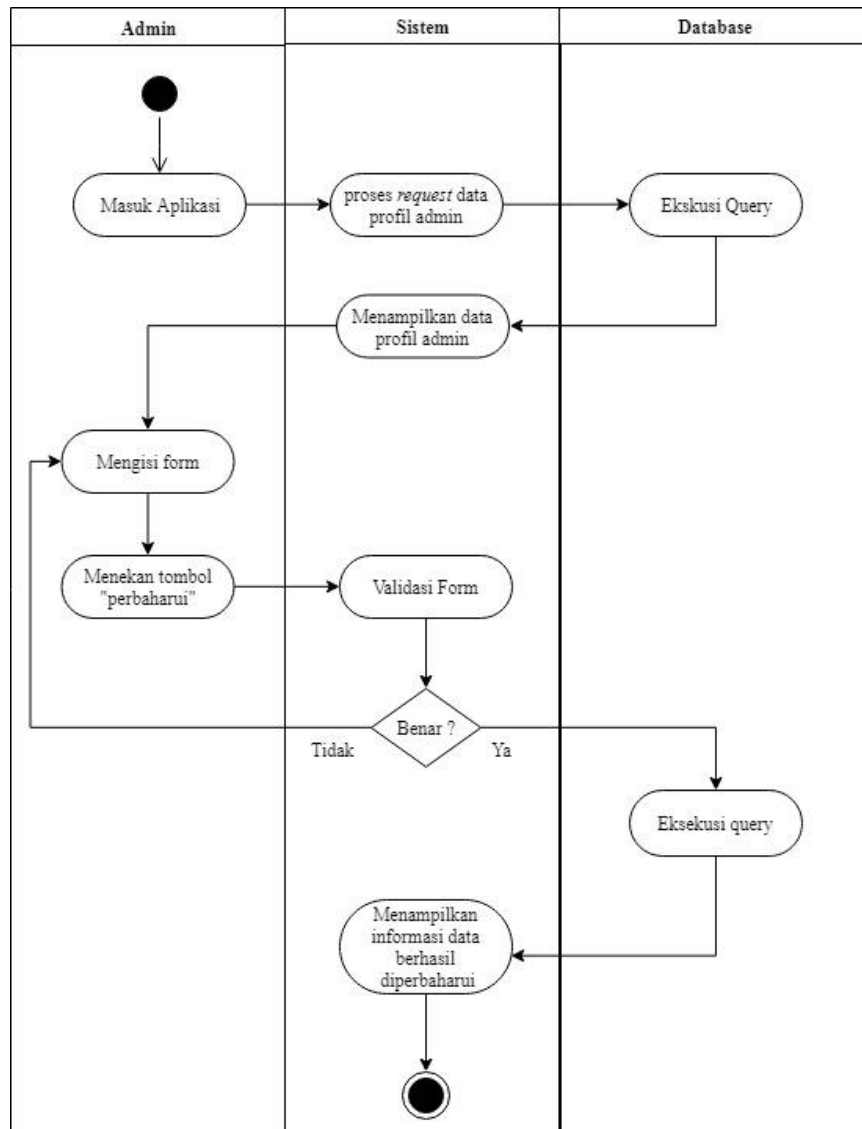 Admin
Sistem
Database
Masuk Aplikasi
proses request data
profil admin
Ekskusi Query
Menampilkan data
profil admin
Mengisi form
Menekan tombol
"perbaharui"
Validasi Form
Benar ?
Tidak
Ya
Eksekusi query
Menampilkan
informasi data
berhasil
diperbaharui